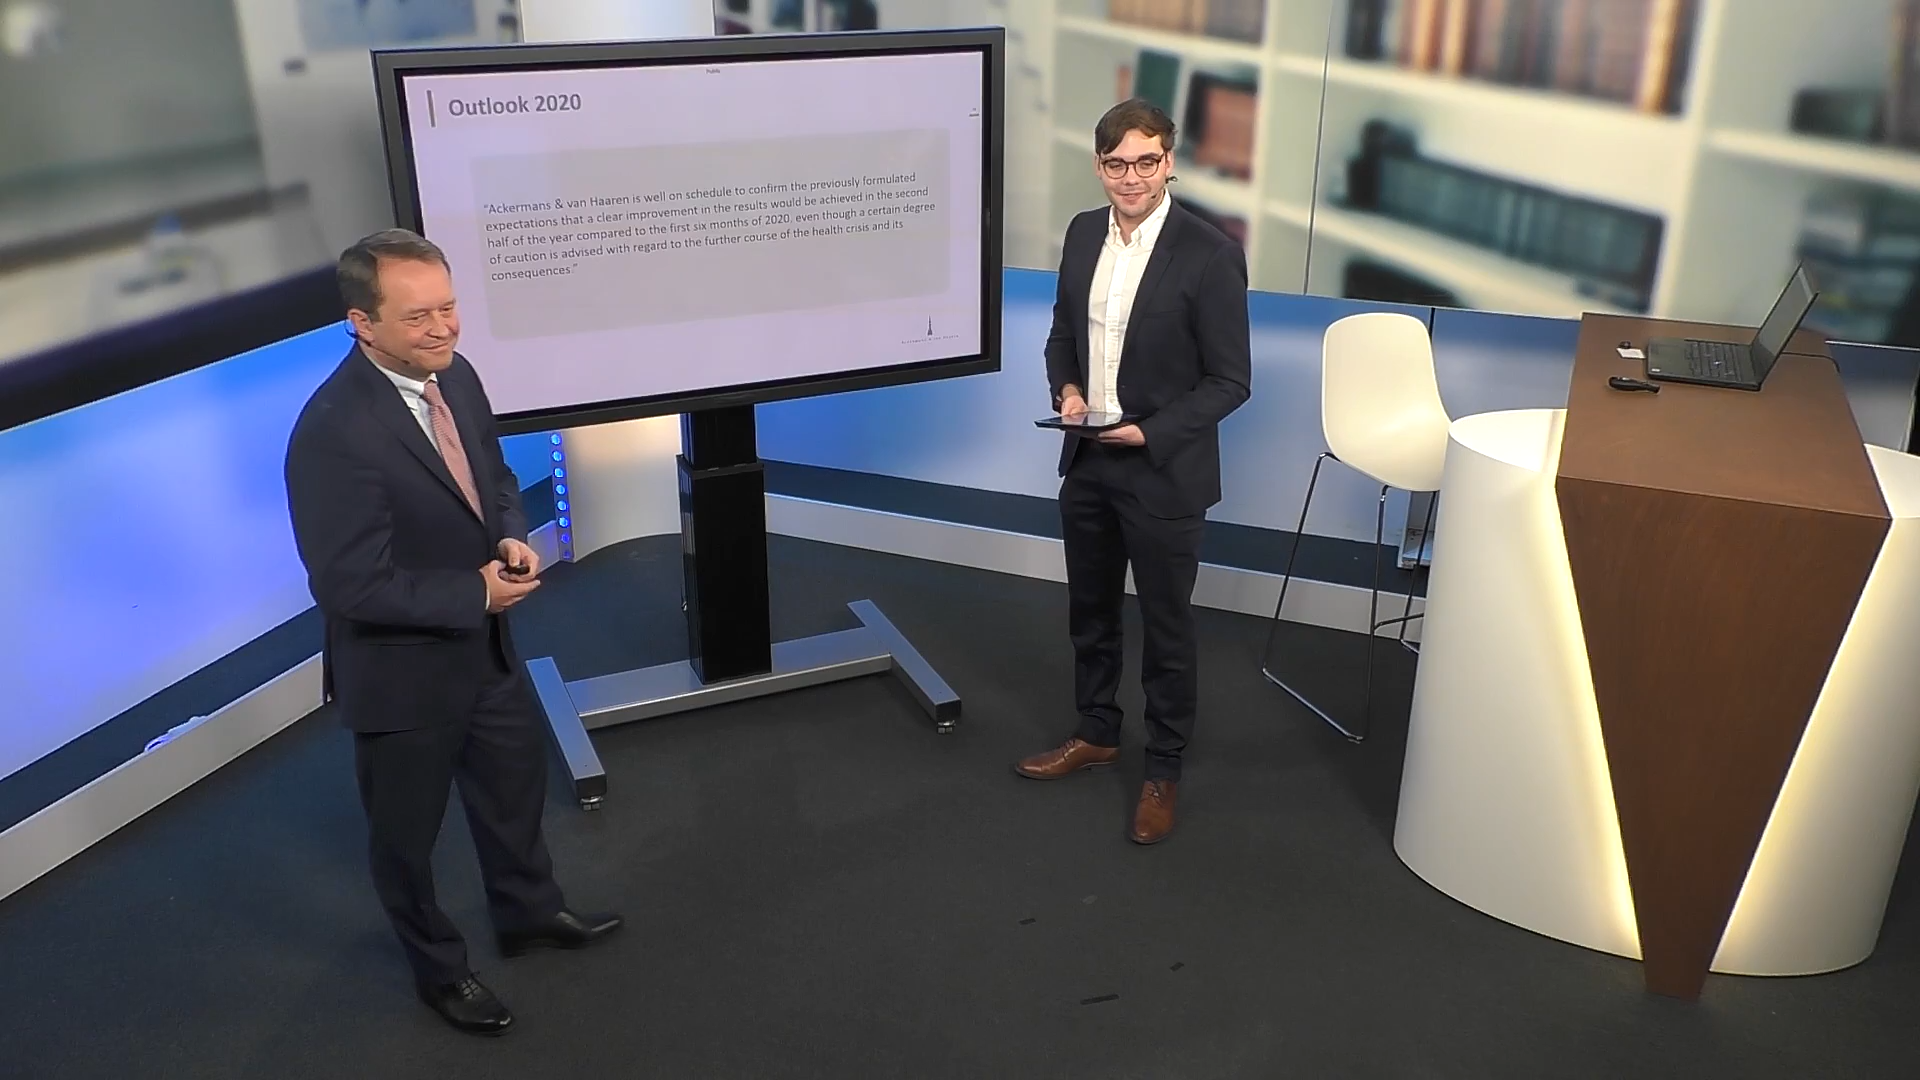 Public
Outlook 2020
"Ackermans & van Haaren is well on schedule to confirm the previously formulated
expectations that a clear improvement in the results would be achieved in the second
half of the year compared to the first six months of 2020, even though a certain degree
of caution is advised with regard to the further course of the health crisis and its
consequences."